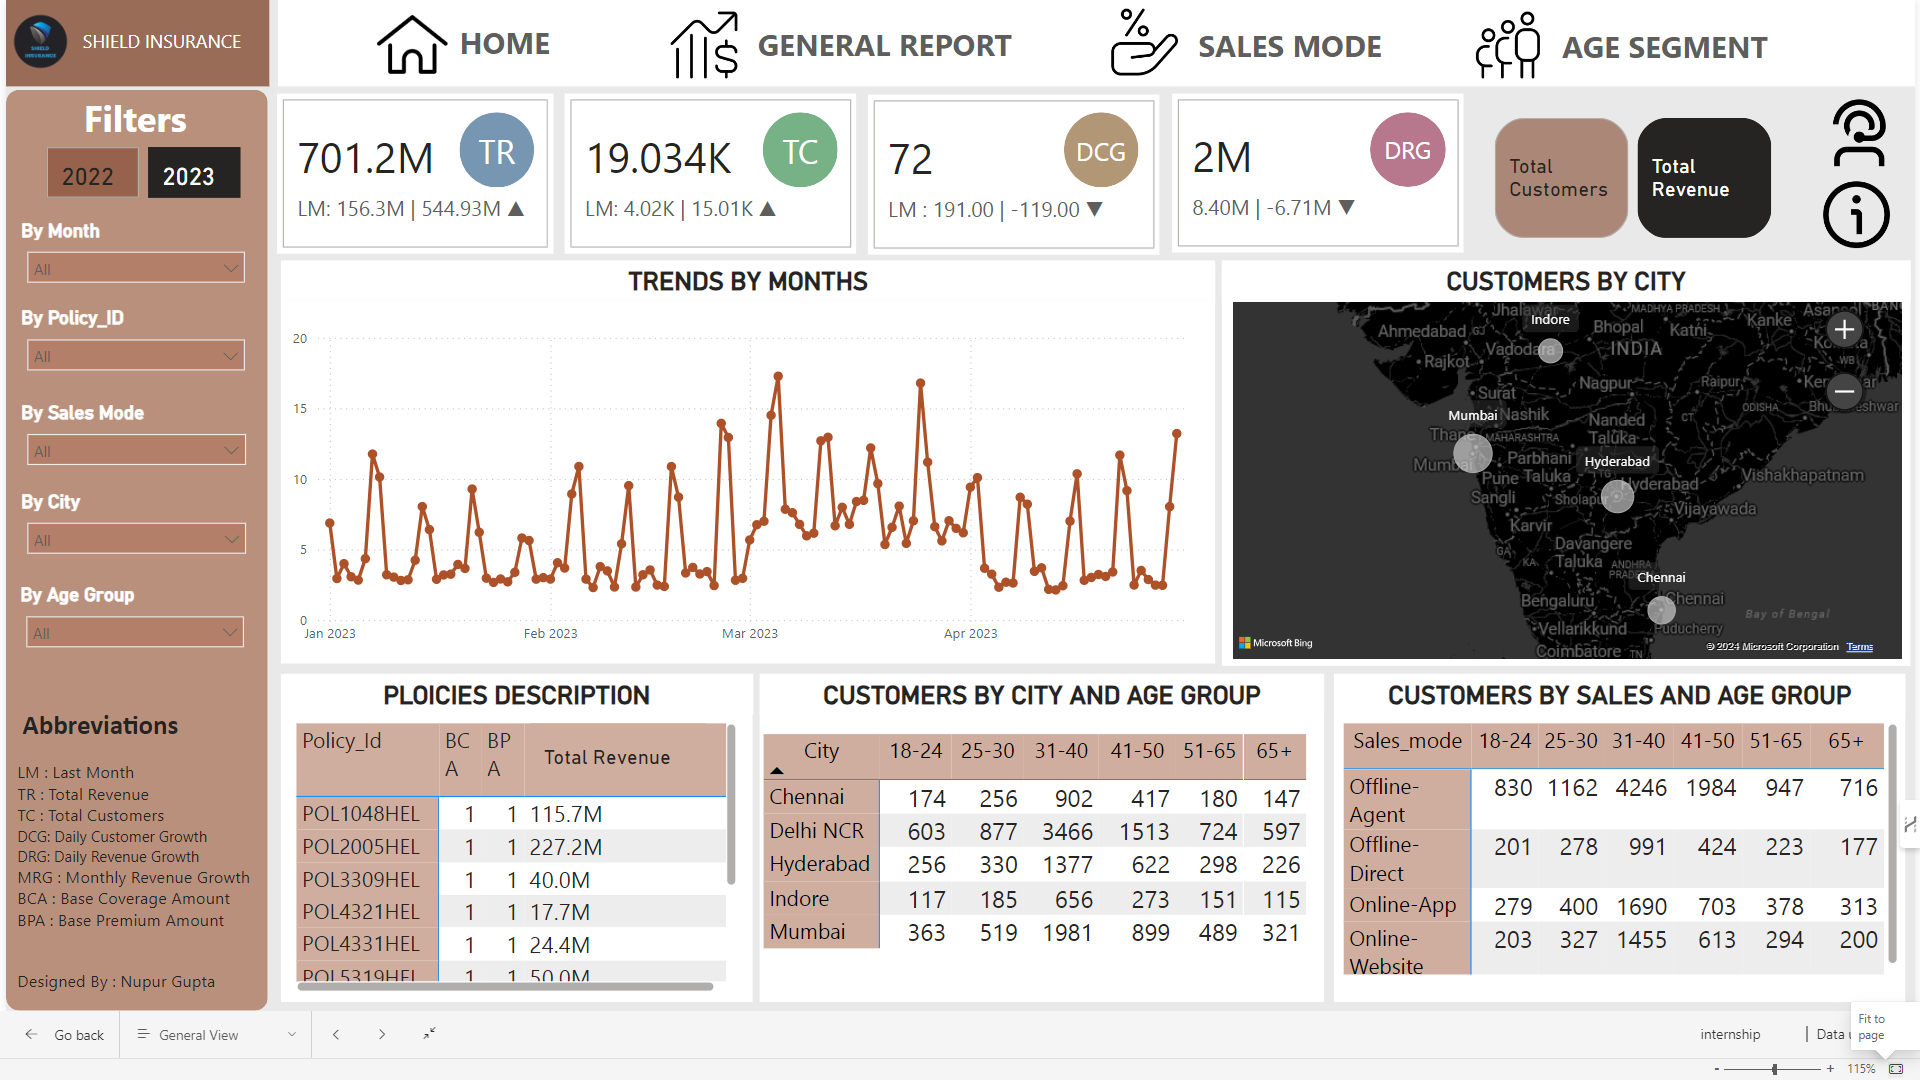 SHIELD INSURANCE
SHIELD
INSURANCE
HOME
GENERAL REPORT
SALES MODE
AGE SEGMENT
Filters
2022
2023
By Month
All
By Policy_ID
All
By Sales Mode
All
By City
All
By Age Group
All
Abbreviations
LM : Last Month
TR : Total Revenue
TC : Total Customers
DCG: Daily Customer Growth
DRG: Daily Revenue Growth
MRG : Monthly Revenue Growth
BCA : Base Coverage Amount
BPA : Base Premium Amount
Designed By : Nupur Gupta
701.2M
TR
LM: 156.3M | 544.93M ▲
19.034K
TC
LM: 4.02K | 15.01K ▲
72
DCG
LM : 191.00 | -119.00 ▼
2M
DRG
8.40M | -6.71M ▼
Total
Customers
Total
Revenue
TRENDS BY MONTHS
20
15
10
5
0
Jan 2023
Feb 2023
Mar 2023
Apr 2023
CUSTOMERS BY CITY
Indore
MADHYA PRADESH
Kanke
Ahmedabad
GJ
Bhopal
Katni
Vadodara
INDIA
WB
Rajkot
Nagpur
Raipur
Surat
CT
ODISHA
Mumbai
Nashik
Nanded
Taluka
Thane
MAHARASHTRA
Parbhani
Taluka
TG
Hyderabad
Hyderabad
Pune
Vishakhapatnam
Sangli
Vijayawada
Karvir
GA
Davangere
Taluka
KA
Chennai
Chennai
Bengaluru
Bay of Bengal
Vellarikkund
Puducherry
Coimbatore
TN
Microsoft Bing
© 2024 Microsoft Corporation Terms
PLOICIES DESCRIPTION
Policy_Id BCA BPA Total Revenue
POL1048HEL 1 1 115.7M
POL2005HEL 1 1 227.2M
POL3309HEL 1 1 40.0M
POL4321HEL 1 1 17.7M
POL4331HEL 1 1 24.4M
POL5319HEL 1 1 50.0M
CUSTOMERS BY CITY AND AGE GROUP
City 18-24 25-30 31-40 41-50 51-65 65+
Chennai 174 256 902 417 180 147
Delhi NCR 603 877 3466 1513 724 597
Hyderabad 256 330 1377 622 298 226
Indore 117 185 656 273 151 115
Mumbai 363 519 1981 899 489 321
CUSTOMERS BY SALES AND AGE GROUP
Sales_mode 18-24 25-30 31-40 41-50 51-65 65+
Offline-Agent 830 1162 4246 1984 947 716
Offline-Direct 201 278 991 424 223 177
Online-App 279 400 1690 703 378 313
Online-Website 203 327 1455 613 294 200
Go back
General View
internship
Data
Fit to
page
115%